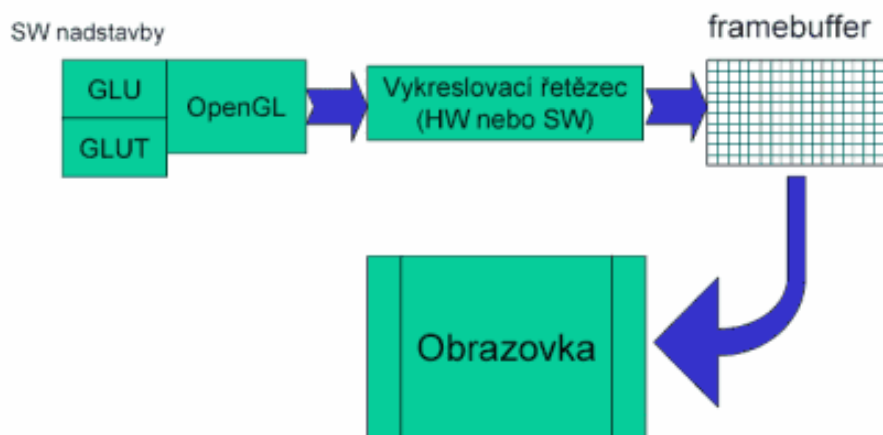 SW nadstavby
framebuffer
GLU
GLUT
OpenGL
Vykreslovací řetězec
(HW nebo SW)
Obrazovka